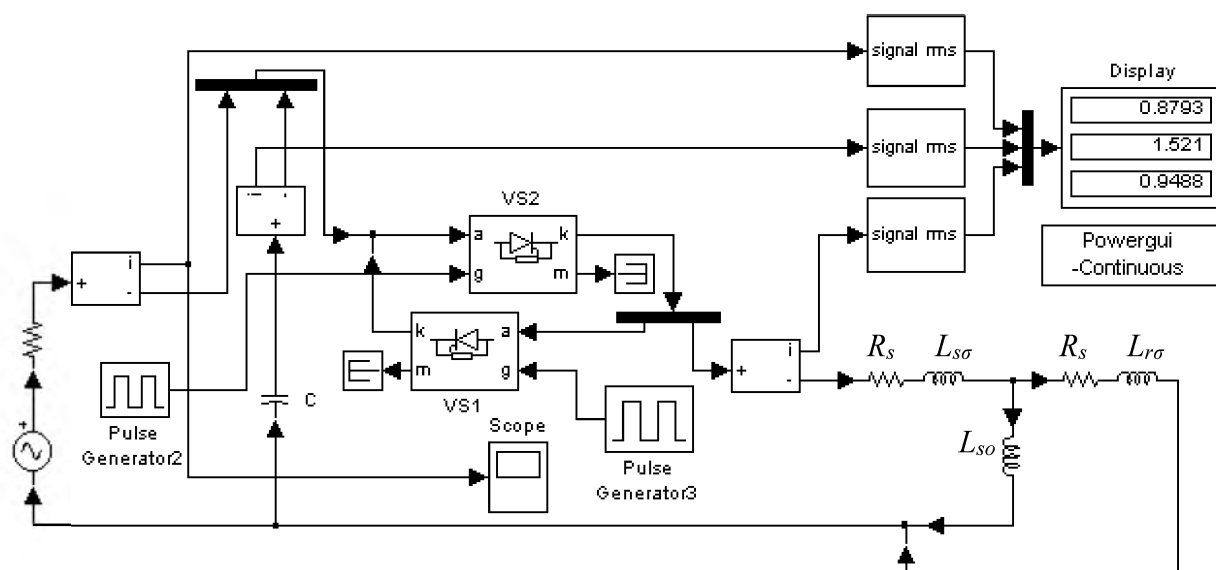 signal rms
Display
0.8793
1.521
0.9488
signal rms
signal rms
Powergui
-Continuous
VS2
a
k
g
m
i
-
+
i
-
+
+
k
a
m
g
VS1
Pulse
Generator2
C
Scope
Pulse
Generator3
i
-
+
Rs
Lsσ
Rs
Lrσ
Lso